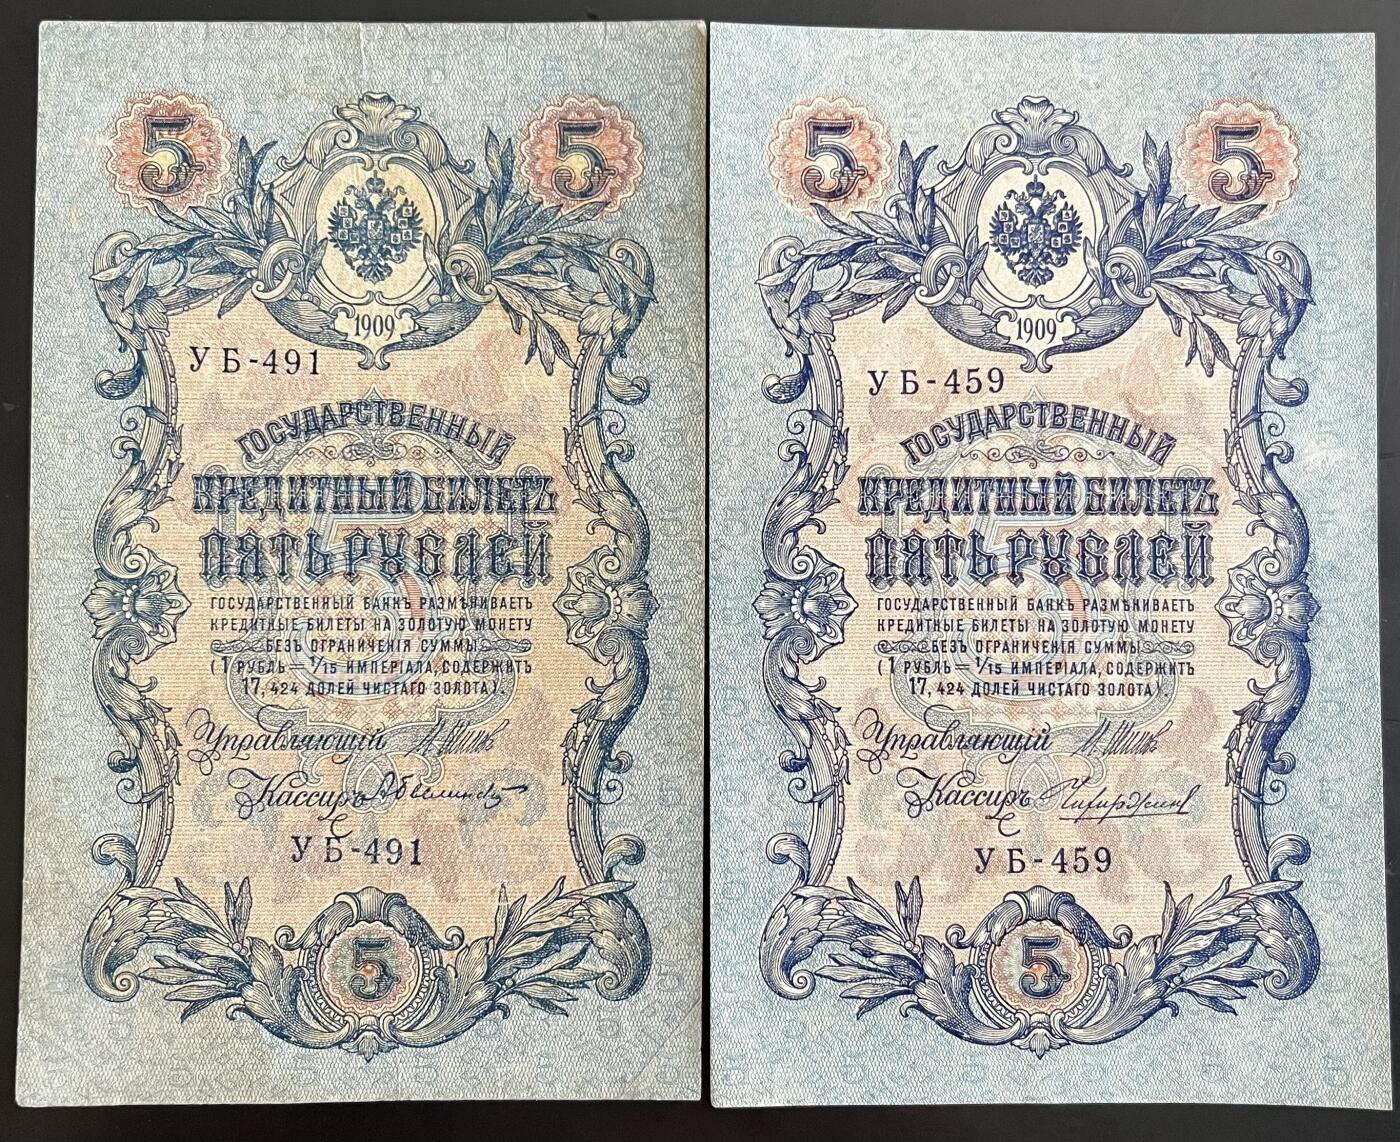 5 5
1909
УБ-491
ГОСУДАРСТВЕННЫЙ
КРЕДИТНЫЙ БИЛЕТЪ
ПЯТЬ РУБЛЕЙ
ГОСУДАРСТВЕННЫЙ БАНКЪ РАЗМѢНИВАЕТЪ
КРЕДИТНЫЕ БИЛЕТЫ НА ЗОЛОТУЮ МОНЕТУ
БЕЗЪ ОГРАНИЧЕНІЯ СУММЫ
(1 РУБЛЬ = 1/15 ИМПЕРІАЛА, СОДЕРЖИТЪ
17,424 ДОЛЕЙ ЧИСТАГО ЗОЛОТА).
Управляющій
Кассиръ
УБ-491
5
5 5
1909
УБ-459
ГОСУДАРСТВЕННЫЙ
КРЕДИТНЫЙ БИЛЕТЪ
ПЯТЬ РУБЛЕЙ
ГОСУДАРСТВЕННЫЙ БАНКЪ РАЗМѢНИВАЕТЪ
КРЕДИТНЫЕ БИЛЕТЫ НА ЗОЛОТУЮ МОНЕТУ
БЕЗЪ ОГРАНИЧЕНІЯ СУММЫ
(1 РУБЛЬ = 1/15 ИМПЕРІАЛА, СОДЕРЖИТЪ
17,424 ДОЛЕЙ ЧИСТАГО ЗОЛОТА).
Управляющій
Кассиръ
УБ-459
5